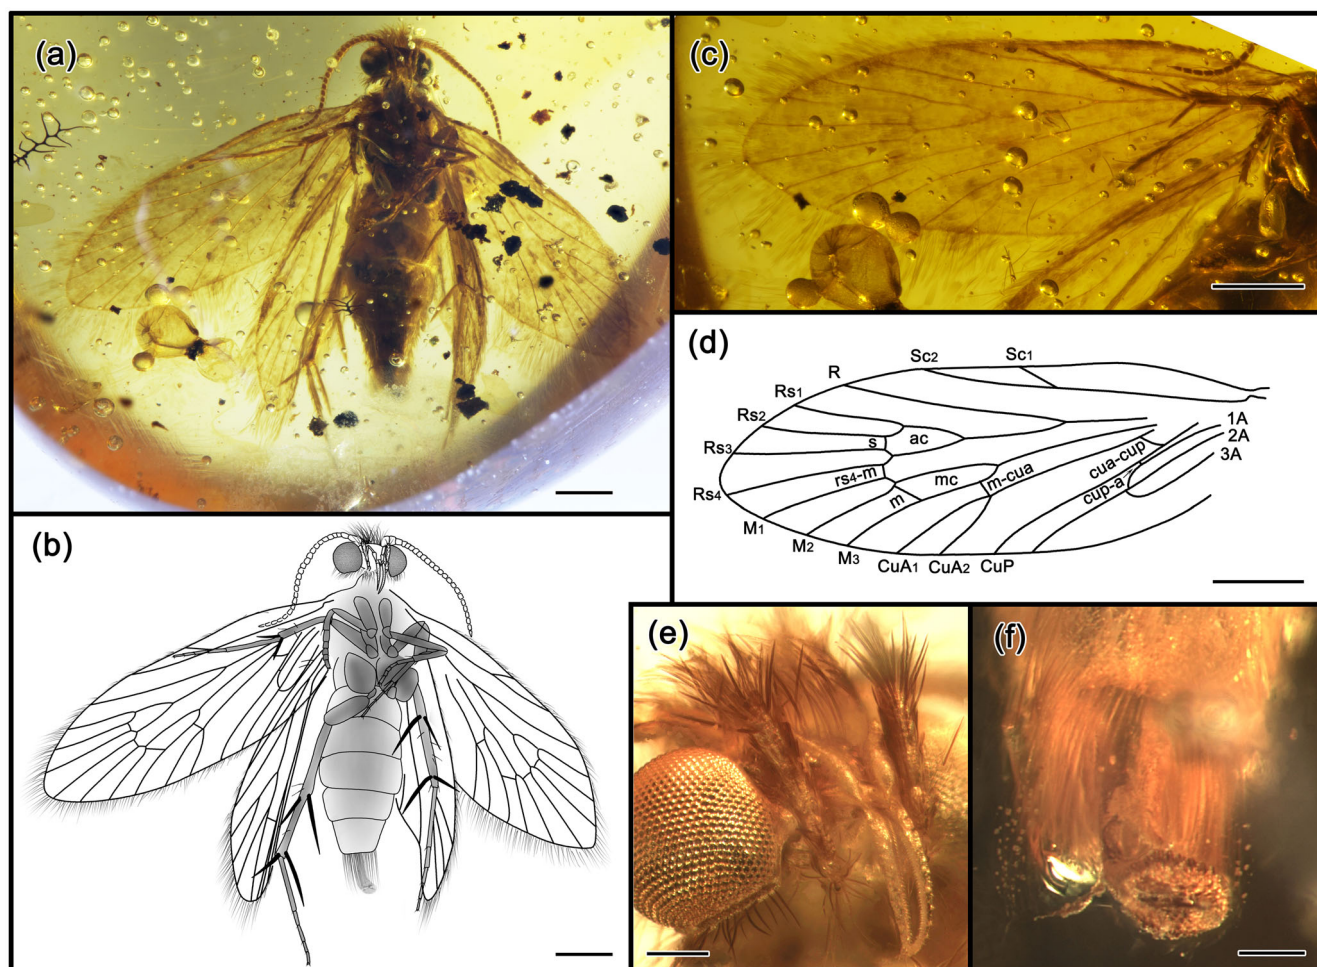 (a)
(c)
(d)
Sc2
Sc1
R
Rs1
Rs2
Rs3
Rs4
s
ac
rs4-m
mc
m
m-cua
cua-cup
cup-a
1A
2A
3A
M1
M2
M3
CuA1
CuA2
CuP
(b)
(e)
(f)